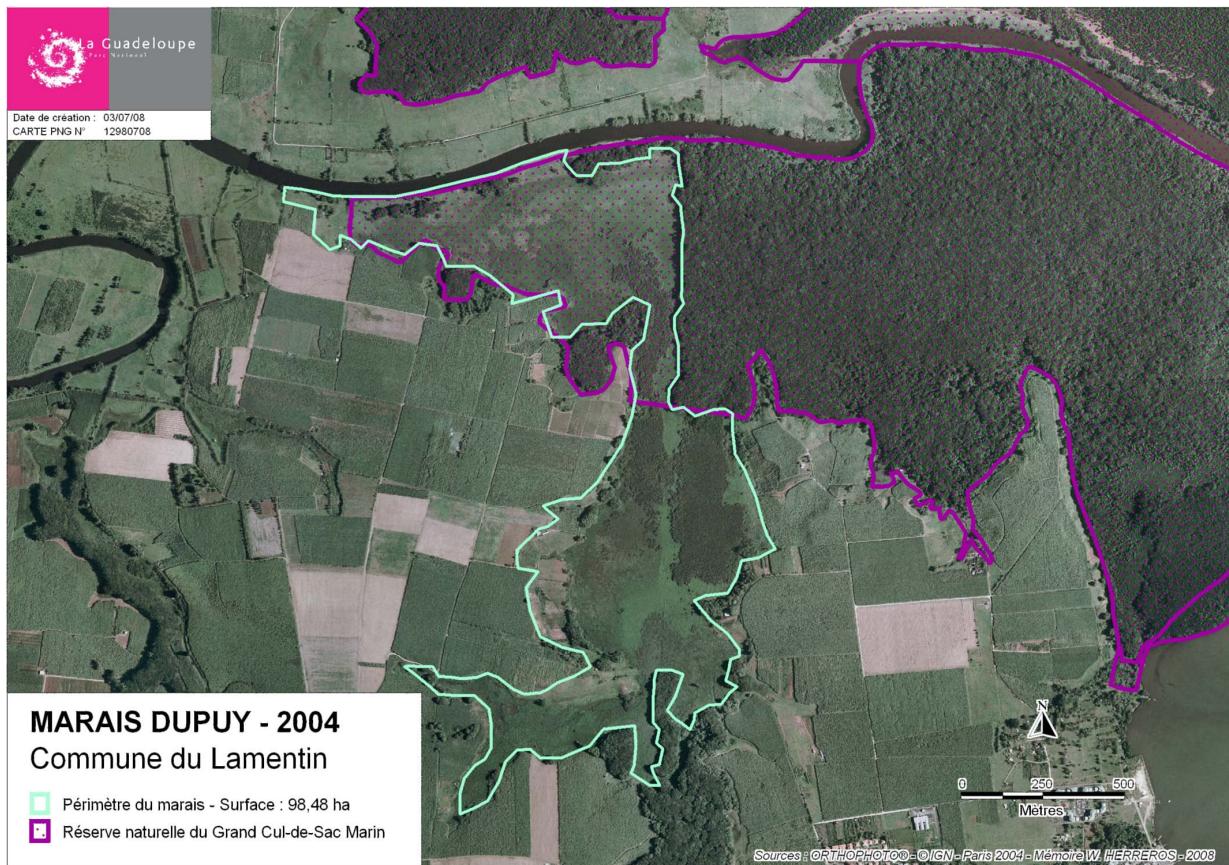 La Guadeloupe
Parc National
Date de création : 03/07/08
CARTE PNG N° 12980708
MARAIS DUPUY - 2004
Commune du Lamentin
Périmètre du marais - Surface : 98,48 ha
Réserve naturelle du Grand Cul-de-Sac Marin
N
0 250 500
Mètres
Sources : ORTHOPHOTO® - © IGN - Paris 2004 - Mémoire W. HERREROS - 2006